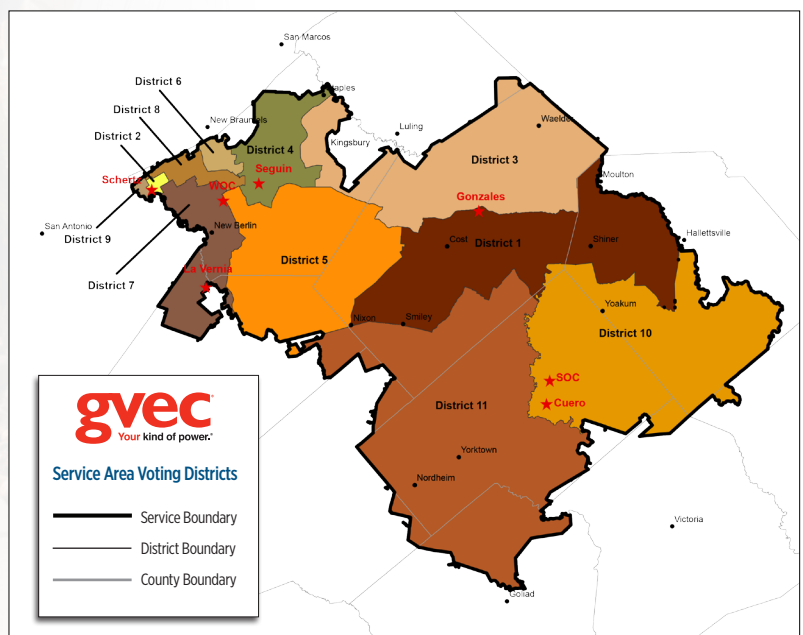 San Marcos
District 6
District 8
District 2
New Braunfels
District 4
Kingsbury
Luling
Waelder
District 3
Schertz
WOC
Seguin
Gonzales
Moulton
San Antonio
District 9
New Berlin
District 7
La Vernia
District 5
Cost
District 1
Shiner
Hallettsville
Nixon
Smiley
Yoakum
District 10
SOC
Cuero
District 11
Yorktown
Nordheim
Victoria
Goliad
gvec
Your kind of power.
Service Area Voting Districts
Service Boundary
District Boundary
County Boundary